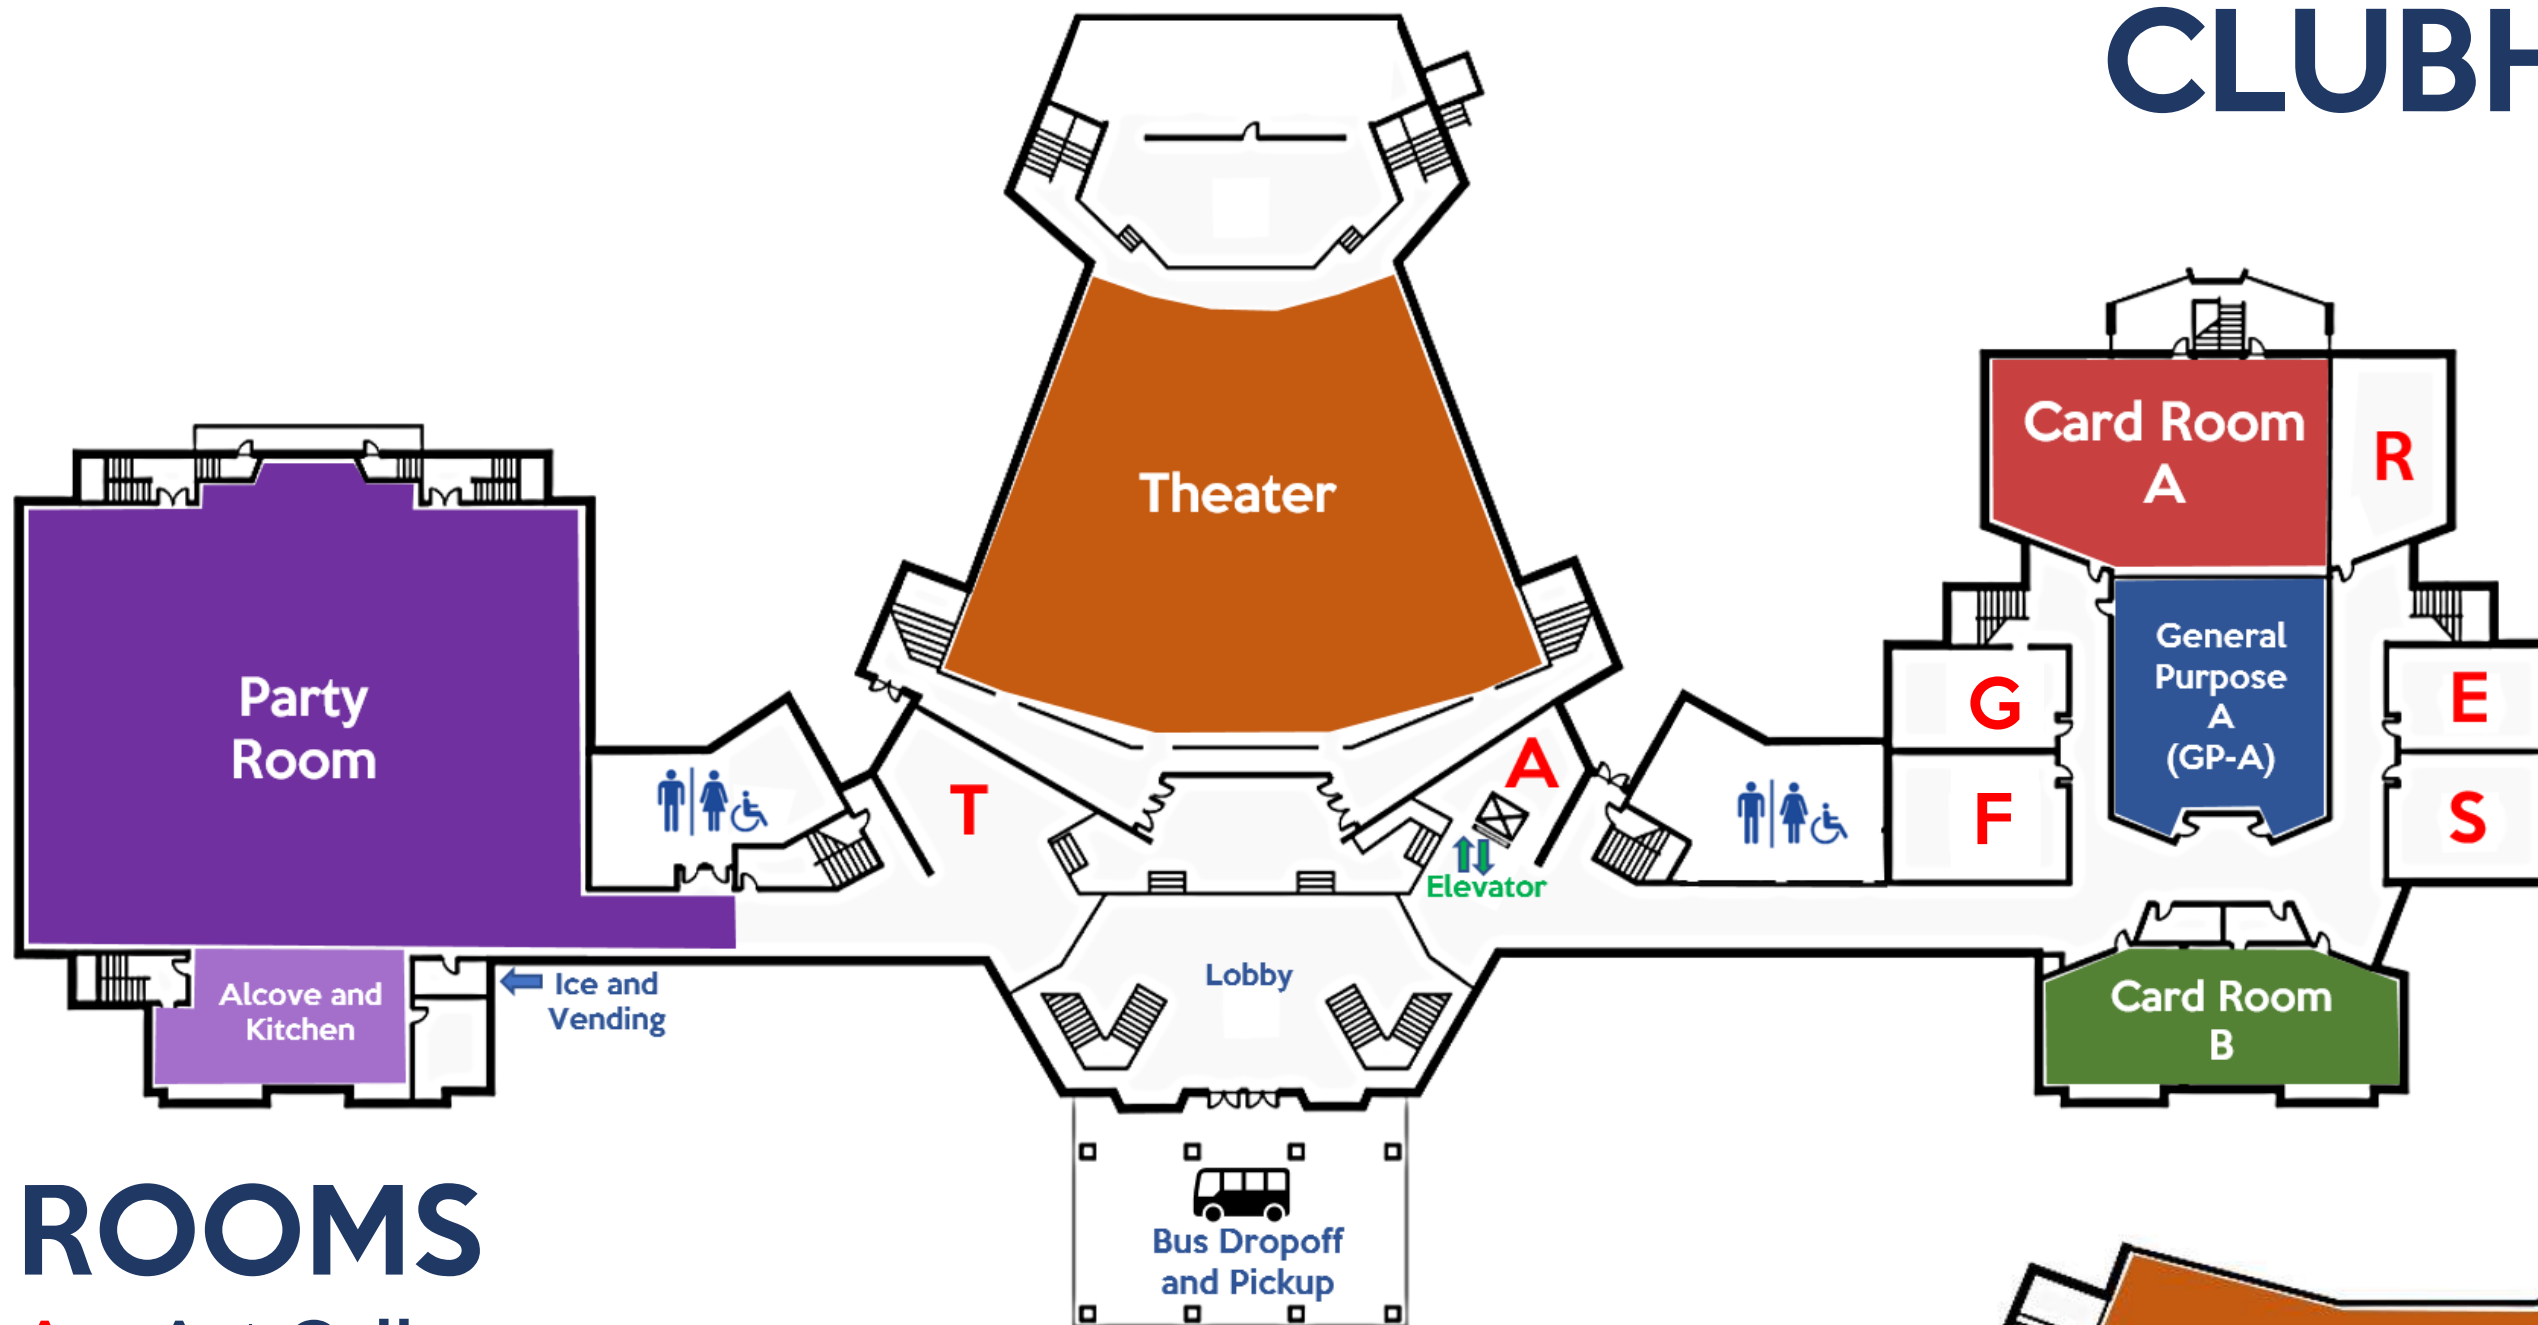 CLUBH
Theater
Card Room
A
R
Party
Room
General
Purpose
A
(GP-A)
G
E
T
A
F
S
Elevator
Lobby
Alcove and
Kitchen
Ice and
Vending
Card Room
B
Bus Dropoff
and Pickup
ROOMS